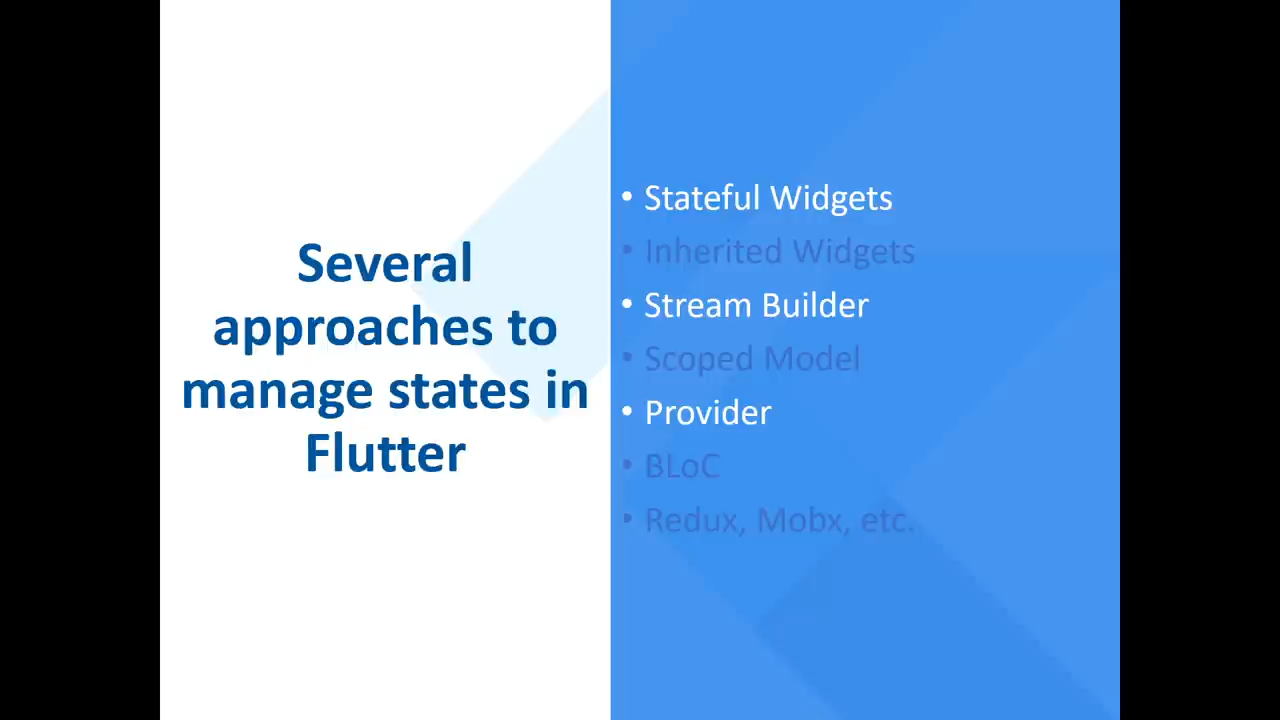 Several
approaches to
manage states in
Flutter
• Stateful Widgets
• Inherited Widgets
• Stream Builder
• Scoped Model
• Provider
• BLoC
• Redux, Mobx, etc.